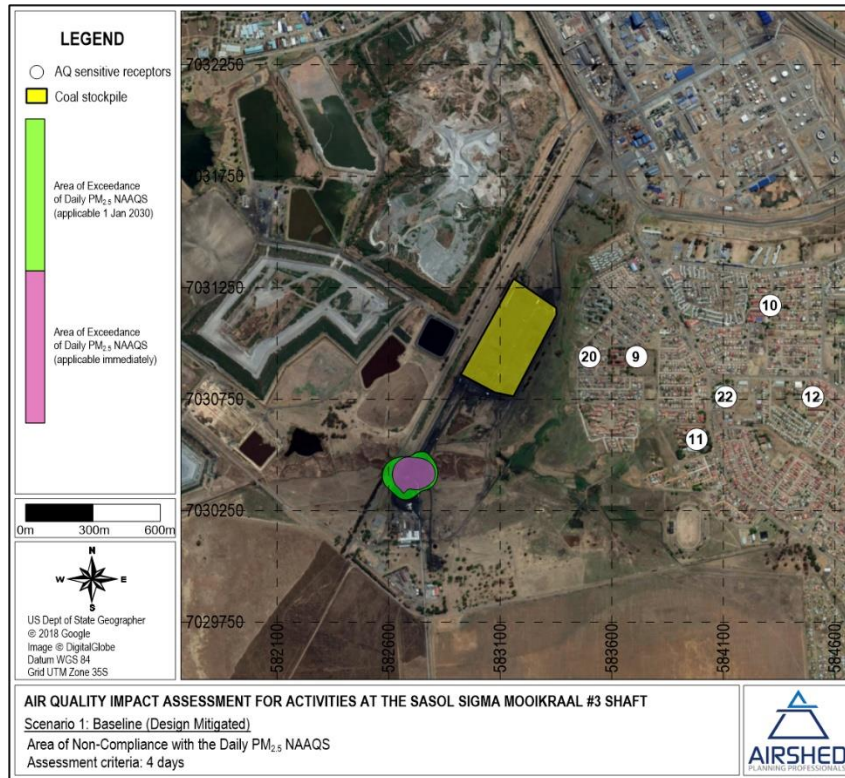 LEGEND
AQ sensitive receptors
Coal stockpile
Area of Exceedance
of Daily PM2.5 NAAQS
(applicable 1 Jan 2030)
Area of Exceedance
of Daily PM2.5 NAAQS
(applicable immediately)
0m 300m 600m
N
W E
S
US Dept of State Geographer
© 2018 Google
Image © DigitalGlobe
Datum WGS 84
Grid UTM Zone 35S
7032250
7031750
7031250
7030750
7030250
7029750
582100
582600
583100
583600
584100
584600
10
20
9
22
12
11
AIR QUALITY IMPACT ASSESSMENT FOR ACTIVITIES AT THE SASOL SIGMA MOOIKRAAL #3 SHAFT
Scenario 1: Baseline (Design Mitigated)
Area of Non-Compliance with the Daily PM2.5 NAAQS
Assessment criteria: 4 days
AIRSHED
PLANNING PROFESSIONALS